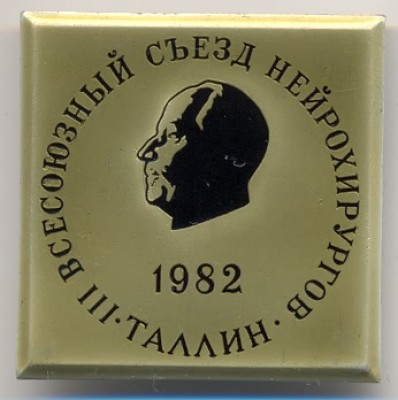 III ВСЕСОЮЗНЫЙ СЪЕЗД НЕЙРОХИРУРГОВ ·
ТАЛЛИН ·
1982